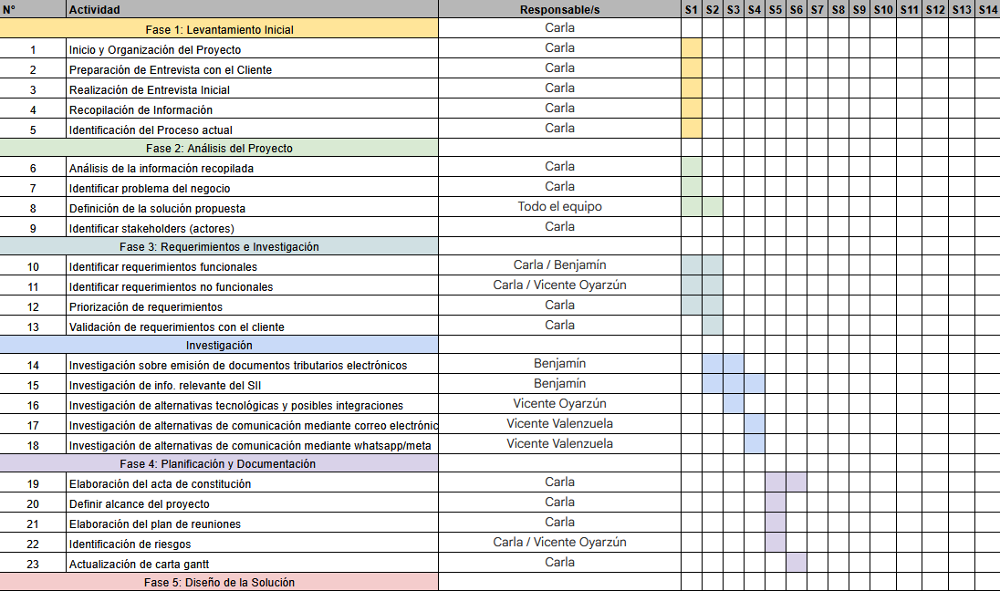 N° Actividad Responsable/s S1 S2 S3 S4 S5 S6 S7 S8 S9 S10 S11 S12 S13 S14
Fase 1: Levantamiento Inicial Carla
1 Inicio y Organización del Proyecto Carla
2 Preparación de Entrevista con el Cliente Carla
3 Realización de Entrevista Inicial Carla
4 Recopilación de Información Carla
5 Identificación del Proceso actual Carla
Fase 2: Análisis del Proyecto
6 Análisis de la información recopilada Carla
7 Identificar problema del negocio Carla
8 Definición de la solución propuesta Todo el equipo
9 Identificar stakeholders (actores) Carla
Fase 3: Requerimientos e Investigación
10 Identificar requerimientos funcionales Carla / Benjamín
11 Identificar requerimientos no funcionales Carla / Vicente Oyarzún
12 Priorización de requerimientos Carla
13 Validación de requerimientos con el cliente Carla
Investigación
14 Investigación sobre emisión de documentos tributarios electrónicos Benjamín
15 Investigación de info. relevante del SII Benjamín
16 Investigación de alternativas tecnológicas y posibles integraciones Vicente Oyarzún
17 Investigación de alternativas de comunicación mediante correo electrónic Vicente Valenzuela
18 Investigación de alternativas de comunicación mediante whatsapp/meta Vicente Valenzuela
Fase 4: Planificación y Documentación
19 Elaboración del acta de constitución Carla
20 Definir alcance del proyecto Carla
21 Elaboración del plan de reuniones Carla
22 Identificación de riesgos Carla / Vicente Oyarzún
23 Actualización de carta gantt Carla
Fase 5: Diseño de la Solución